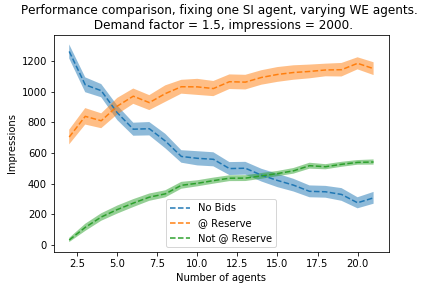 Performance comparison, fixing one SI agent, varying WE agents.
Demand factor = 1.5, impressions = 2000.
Impressions
1200
1000
800
600
400
200
0
No Bids
@ Reserve
Not @ Reserve
2.5 5.0 7.5 10.0 12.5 15.0 17.5 20.0
Number of agents